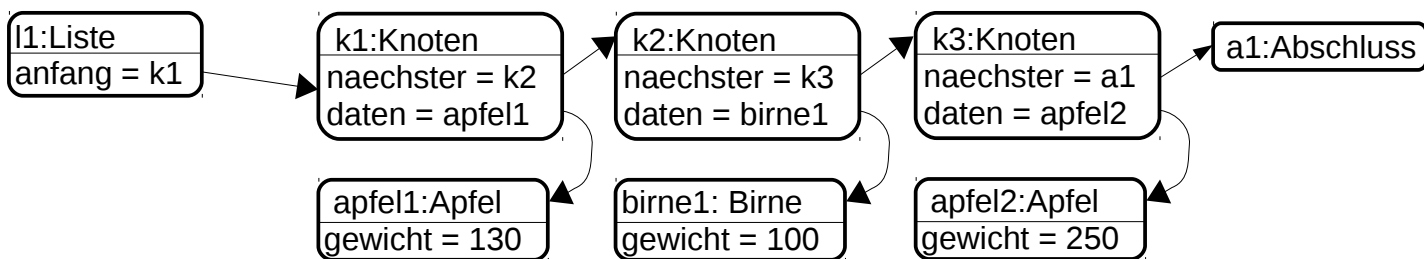 l1:Liste
anfang = k1
k1:Knoten
naechster = k2
daten = apfel1
k2:Knoten
naechster = k3
daten = birne1
k3:Knoten
naechster = a1
daten = apfel2
a1:Abschluss
apfel1:Apfel
gewicht = 130
birne1: Birne
gewicht = 100
apfel2:Apfel
gewicht = 250